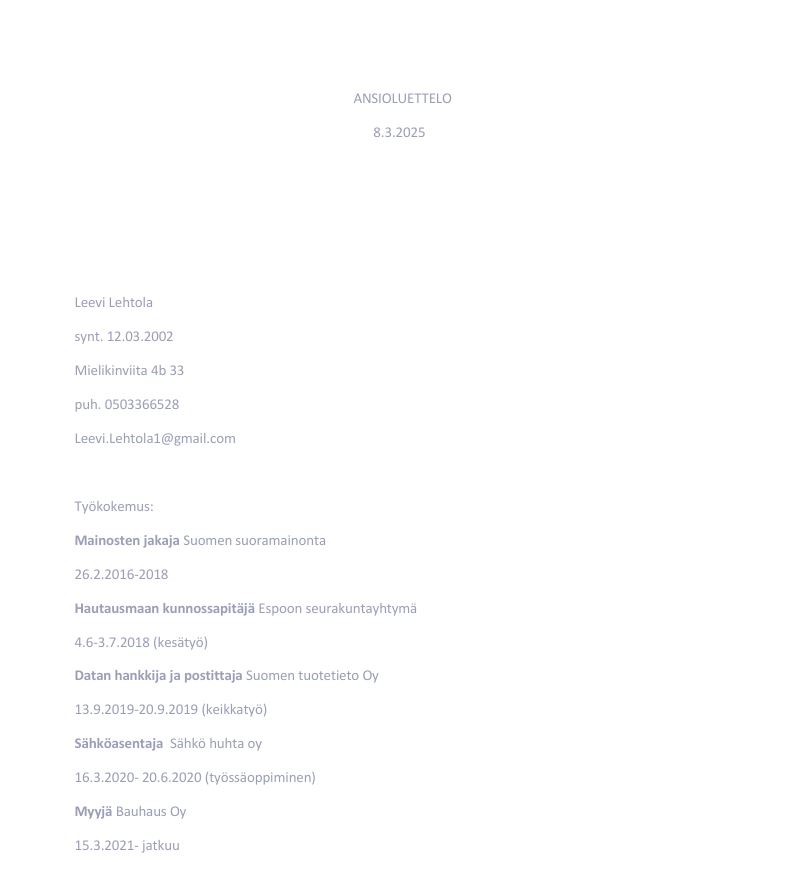 ANSIOLUETTELO
8.3.2025
Leevi Lehtola
synt. 12.03.2002
Mielikinviita 4b 33
puh. 0503366528
Leevi.Lehtola1@gmail.com
Työkokemus:
Mainosten jakaja Suomen suoramainonta
26.2.2016-2018
Hautausmaan kunnossapitäjä Espoon seurakuntayhtymä
4.6-3.7.2018 (kesätyö)
Datan hankkija ja postittaja Suomen tuotetieto Oy
13.9.2019-20.9.2019 (keikkatyö)
Sähköasentaja  Sähkö huhta oy
16.3.2020- 20.6.2020 (työssäoppiminen)
Myyjä Bauhaus Oy
15.3.2021- jatkuu